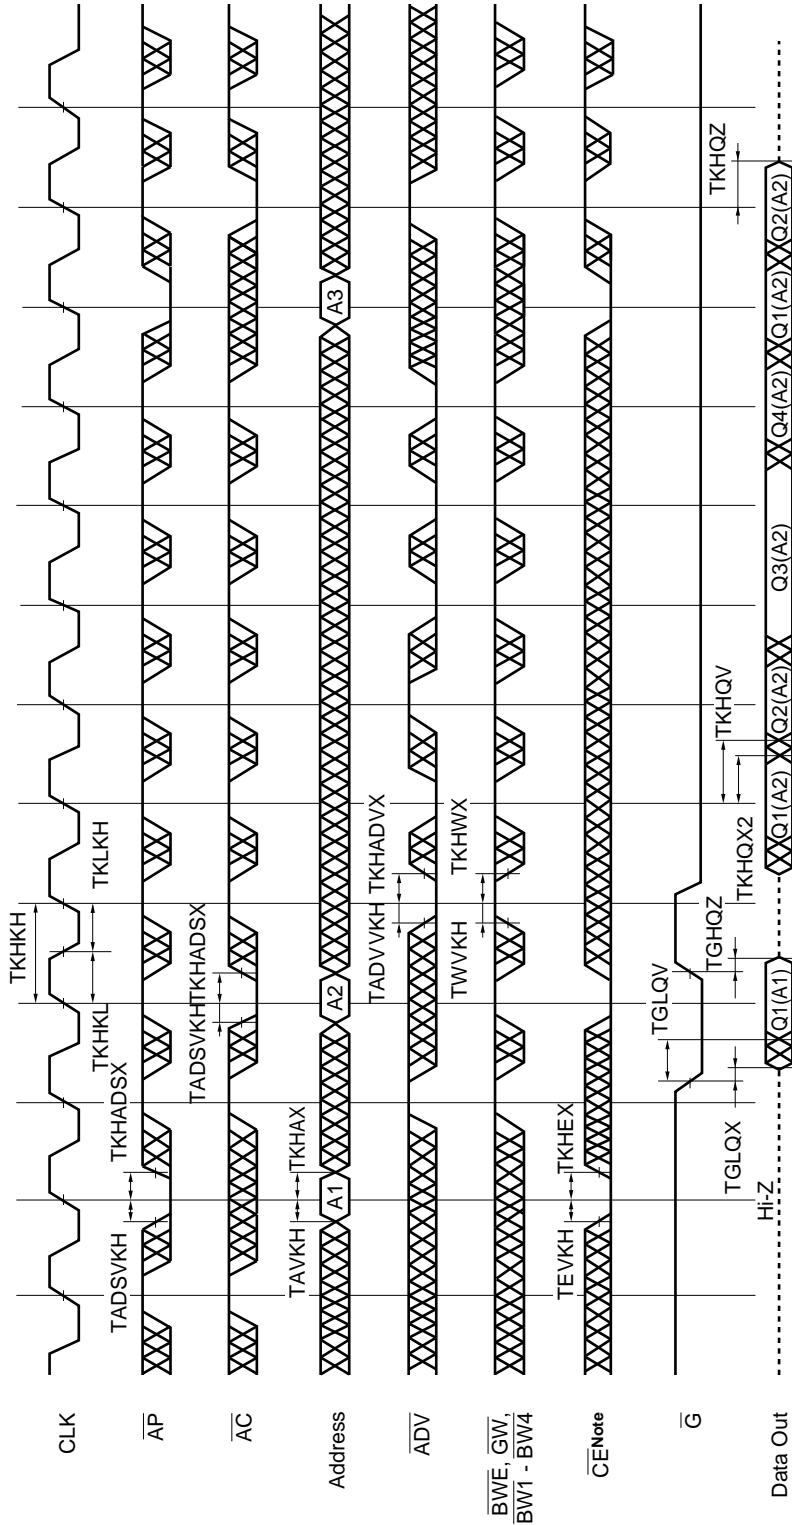 CLK
TKHKH
TKHKL
TKLKH
AP
TADSVKH
TKHADSX
AC
TADSVKH
TKHADSX
Address
TAVKH
TKHAX
A1
A2
A3
ADV
TADVVKH
TKHADVX
BWE, GW,
BW1 - BW4
TWVKH
TKHWX
CENote
TEVKH
TKHEX
G
TGLQV
TGHQZ
TGLQX
TKHQX2
TKHQV
TKHQZ
Data Out
Hi-Z
Q1(A1)
Q1(A2)
Q2(A2)
Q3(A2)
Q4(A2)
Q1(A2)
Q2(A2)